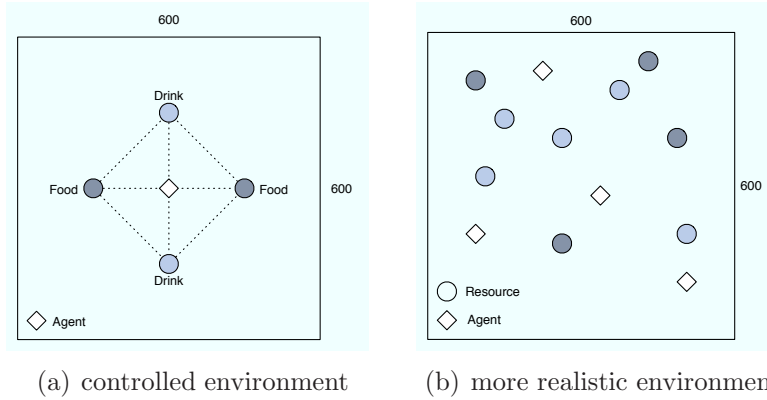 600
Drink
Food
Food
600
Drink
Agent
(a) controlled environment
600
600
Resource
Agent
(b) more realistic environmen